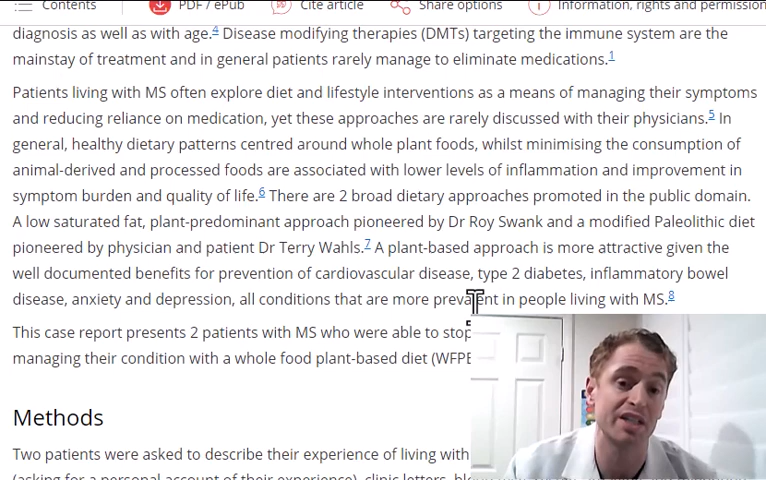 Contents PDF / ePub Cite article Share options Information, rights and permission
diagnosis as well as with age.4 Disease modifying therapies (DMTs) targeting the immune system are the
mainstay of treatment and in general patients rarely manage to eliminate medications.1
Patients living with MS often explore diet and lifestyle interventions as a means of managing their symptoms
and reducing reliance on medication, yet these approaches are rarely discussed with their physicians.5 In
general, healthy dietary patterns centred around whole plant foods, whilst minimising the consumption of
animal-derived and processed foods are associated with lower levels of inflammation and improvement in
symptom burden and quality of life.6 There are 2 broad dietary approaches promoted in the public domain.
A low saturated fat, plant-predominant approach pioneered by Dr Roy Swank and a modified Paleolithic diet
pioneered by physician and patient Dr Terry Wahls.7 A plant-based approach is more attractive given the
well documented benefits for prevention of cardiovascular disease, type 2 diabetes, inflammatory bowel
disease, anxiety and depression, all conditions that are more prevalent in people living with MS.8
This case report presents 2 patients with MS who were able to stop
managing their condition with a whole food plant-based diet (WFPB
Methods
Two patients were asked to describe their experience of living with
(asking for a personal account of their experience), clinic letters,